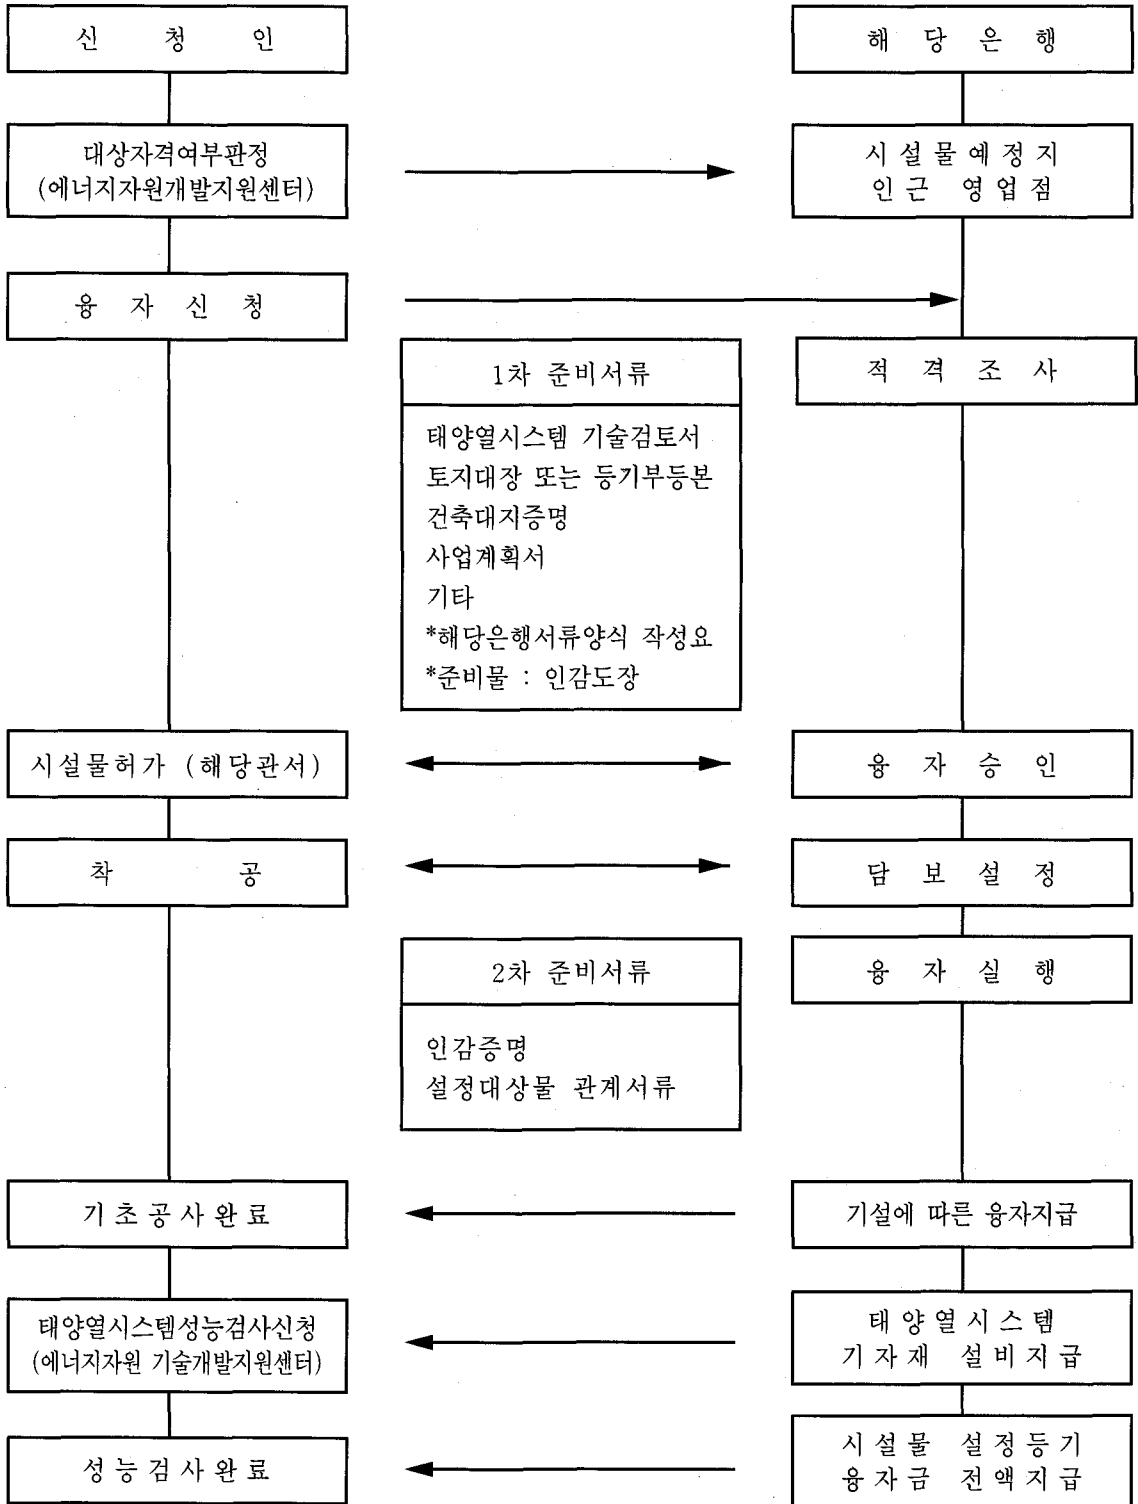 신 청 인
해 당 은 행
대상자격여부판정
(에너지자원개발지원센터)
시설물예정지
인근 영업점
융 자 신 청
1차 준비서류
태양열시스템 기술검토서
토지대장 또는 등기부등본
건축대지증명
사업계획서
기타
*해당은행서류양식 작성요
*준비물 : 인감도장
적 격 조 사
시설물허가 (해당관서)
융 자 승 인
착 공
담 보 설 정
2차 준비서류
인감증명
설정대상물 관계서류
융 자 실 행
기초공사완료
기설에 따른 융자지급
태양열시스템성능검사신청
(에너지자원 기술개발지원센터)
태양열시스템
기자재 설비지급
성능검사완료
시설물 설정등기
융자금 전액지급